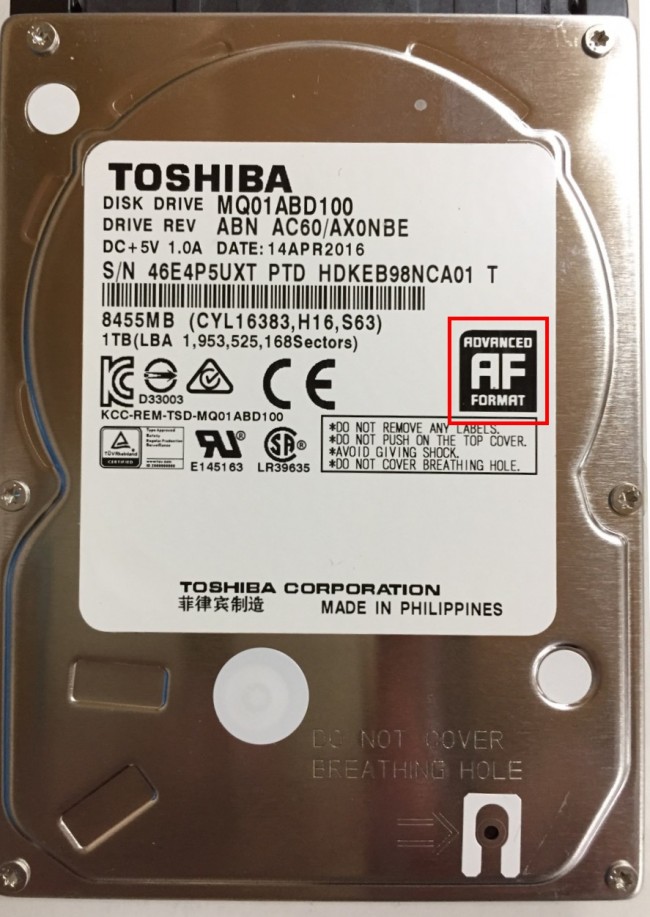 TOSHIBA
DISK DRIVE MQ01ABD100
DRIVE REV ABN AC60/AX0NBE
DC+5V 1.0A DATE:14APR2016
S/N 46E4P5UXT PTD HDKEB98NCA01 T
8455MB (CYL16383,H16,S63)
1TB(LBA 1,953,525,168Sectors)
ADVANCED
AF
FORMAT
D33003
KCC-REM-TSD-MQ01ABD100
E145163
LR39635
*DO NOT REMOVE ANY LABELS.
*DO NOT PUSH ON THE TOP COVER.
*AVOID GIVING SHOCK.
*DO NOT COVER BREATHING HOLE.
TOSHIBA CORPORATION
菲律宾制造 MADE IN PHILIPPINES
DO NOT COVER
BREATHING HOLE